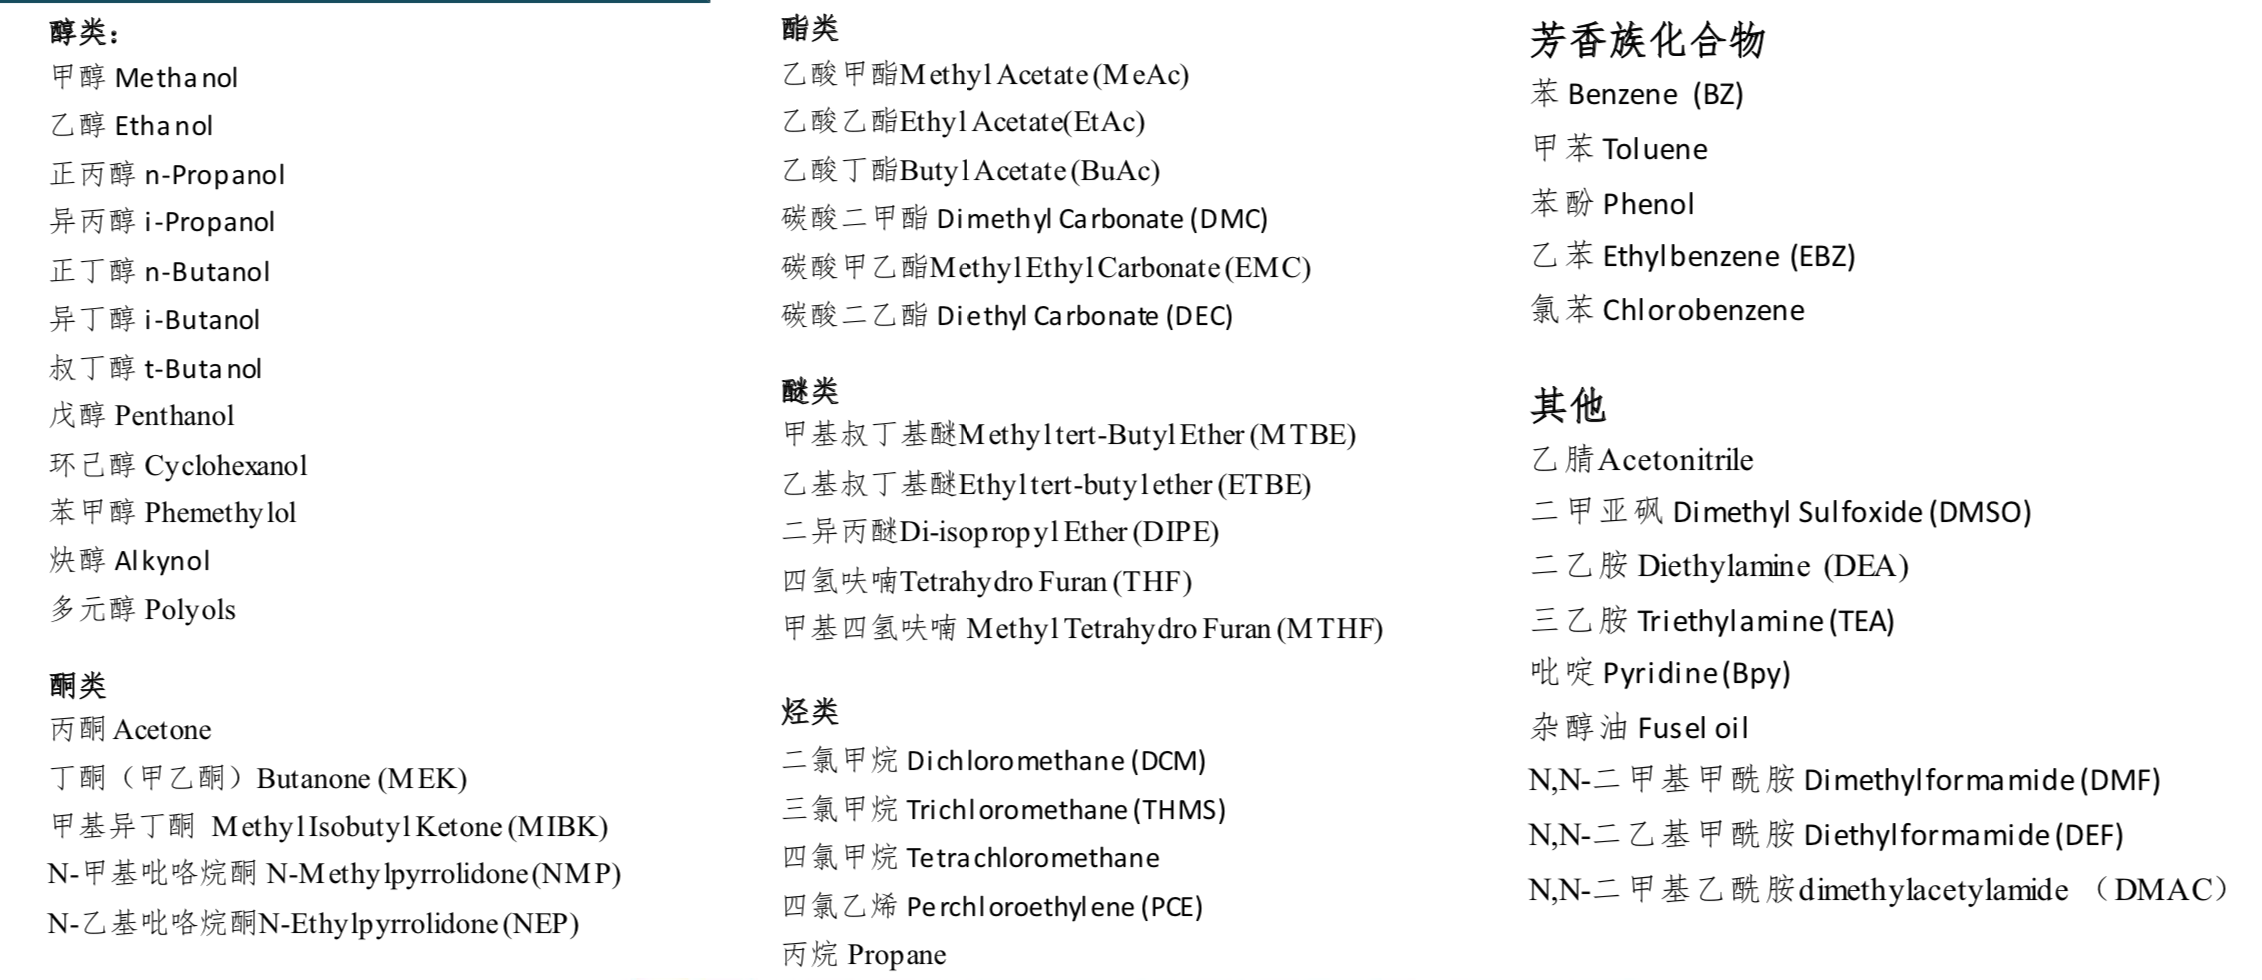 醇类：
甲醇 Methanol
乙醇 Ethanol
正丙醇 n-Propanol
异丙醇 i-Propanol
正丁醇 n-Butanol
异丁醇 i-Butanol
叔丁醇 t-Butanol
戊醇 Penthanol
环己醇 Cyclohexanol
苯甲醇 Phemethylol
炔醇 Alkynol
多元醇 Polyols
酮类
丙酮 Acetone
丁酮（甲乙酮）Butanone (MEK)
甲基异丁酮 Methyl Isobutyl Ketone (MIBK)
N-甲基吡咯烷酮 N-Methylpyrrolidone (NMP)
N-乙基吡咯烷酮N-Ethylpyrrolidone (NEP)
酯类
乙酸甲酯Methyl Acetate (MeAc)
乙酸乙酯Ethyl Acetate(EtAc)
乙酸丁酯Butyl Acetate (BuAc)
碳酸二甲酯 Dimethyl Carbonate (DMC)
碳酸甲乙酯Methyl Ethyl Carbonate (EMC)
碳酸二乙酯 Diethyl Carbonate (DEC)
醚类
甲基叔丁基醚Methyl tert-Butyl Ether (MTBE)
乙基叔丁基醚Ethyl tert-butyl ether (ETBE)
二异丙醚Di-isopropyl Ether (DIPE)
四氢呋喃Tetrahydro Furan (THF)
甲基四氢呋喃 Methyl Tetrahydro Furan (MTHF)
烃类
二氯甲烷 Dichloromethane (DCM)
三氯甲烷 Trichloromethane (THMS)
四氯甲烷 Tetrachloromethane
四氯乙烯 Perchloroethylene (PCE)
丙烷 Propane
芳香族化合物
苯 Benzene (BZ)
甲苯 Toluene
苯酚 Phenol
乙苯 Ethylbenzene (EBZ)
氯苯 Chlorobenzene
其他
乙腈Acetonitrile
二甲亚砜 Dimethyl Sulfoxide (DMSO)
二乙胺 Diethylamine (DEA)
三乙胺 Triethylamine (TEA)
吡啶 Pyridine (Bpy)
杂醇油 Fusel oil
N,N-二甲基甲酰胺 Dimethylformamide (DMF)
N,N-二乙基甲酰胺 Diethylformamide (DEF)
N,N-二甲基乙酰胺dimethylacetylamide （DMAC）